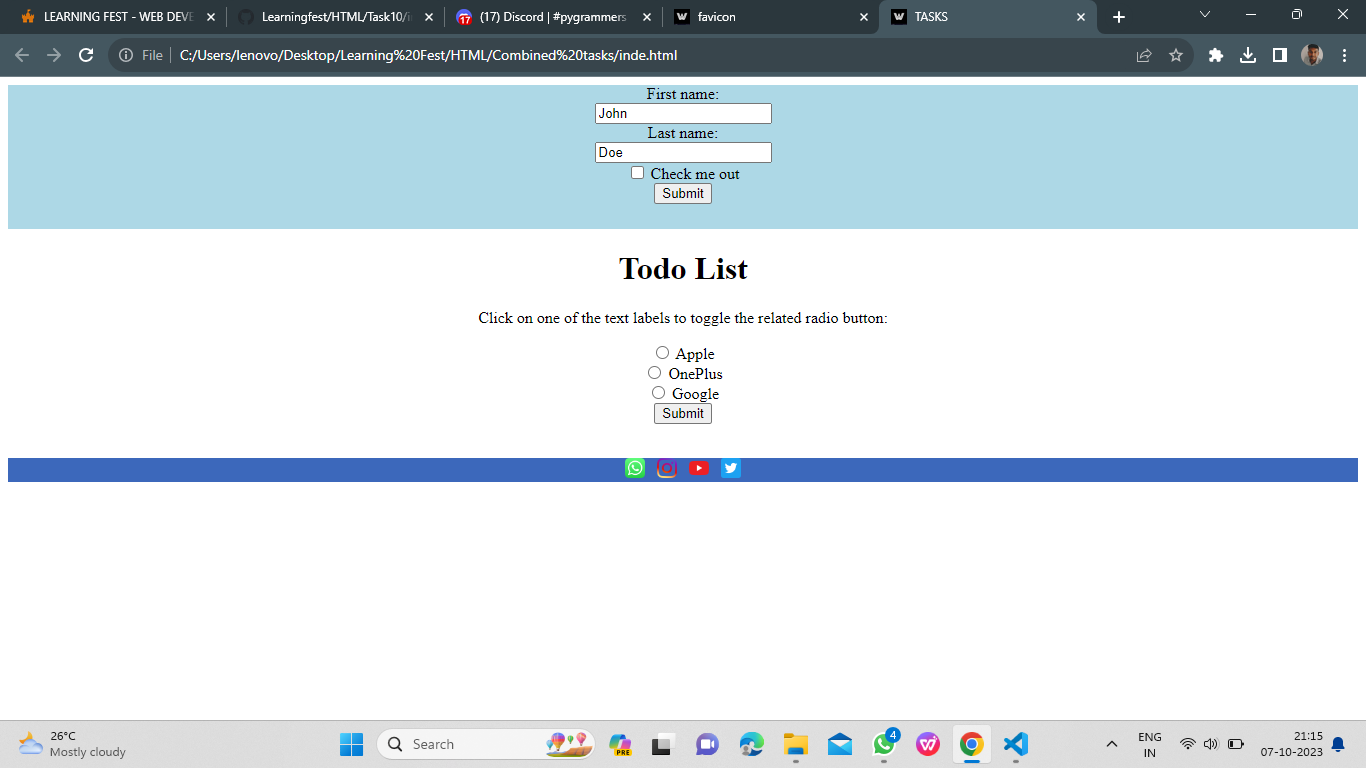 LEARNING FEST - WEB DEVE
Learningfest/HTML/Task10/i
(17) Discord | #pygrammers
favicon
TASKS
File
C:/Users/lenovo/Desktop/Learning%20Fest/HTML/Combined%20tasks/inde.html
First name:
John
Last name:
Doe
Check me out
Submit
Todo List
Click on one of the text labels to toggle the related radio button:
Apple
OnePlus
Google
Submit
26°C
Mostly cloudy
Search
PRE
4
ENG
IN
21:15
07-10-2023